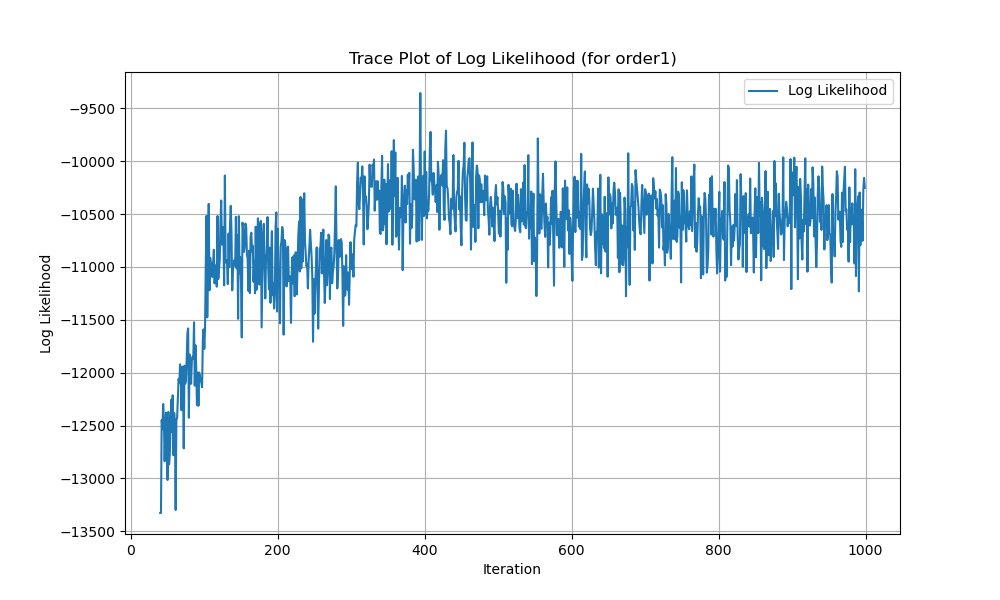 Trace Plot of Log Likelihood (for order1)
Log Likelihood
−9500
−10000
−10500
−11000
−11500
−12000
−12500
−13000
−13500
Log Likelihood
0 200 400 600 800 1000
Iteration